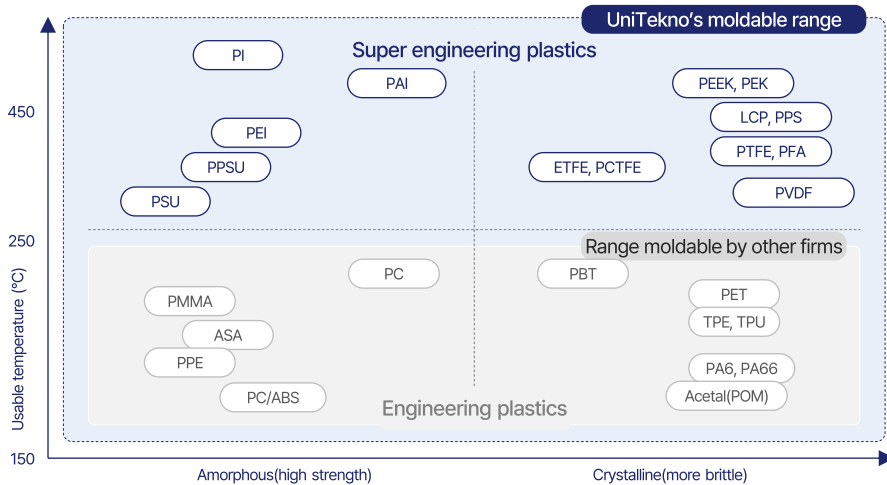 UniTekno's moldable range
Super engineering plastics
PI
PAI
PEEK, PEK
450
LCP, PPS
PEI
PTFE, PFA
PPSU
ETFE, PCTFE
PVDF
PSU
250
Range moldable by other firms
PC
PBT
PMMA
PET
TPE, TPU
ASA
PPE
PA6, PA66
PC/ABS
Acetal(POM)
Engineering plastics
Usable temperature (°C)
150
Amorphous(high strength)
Crystalline(more brittle)